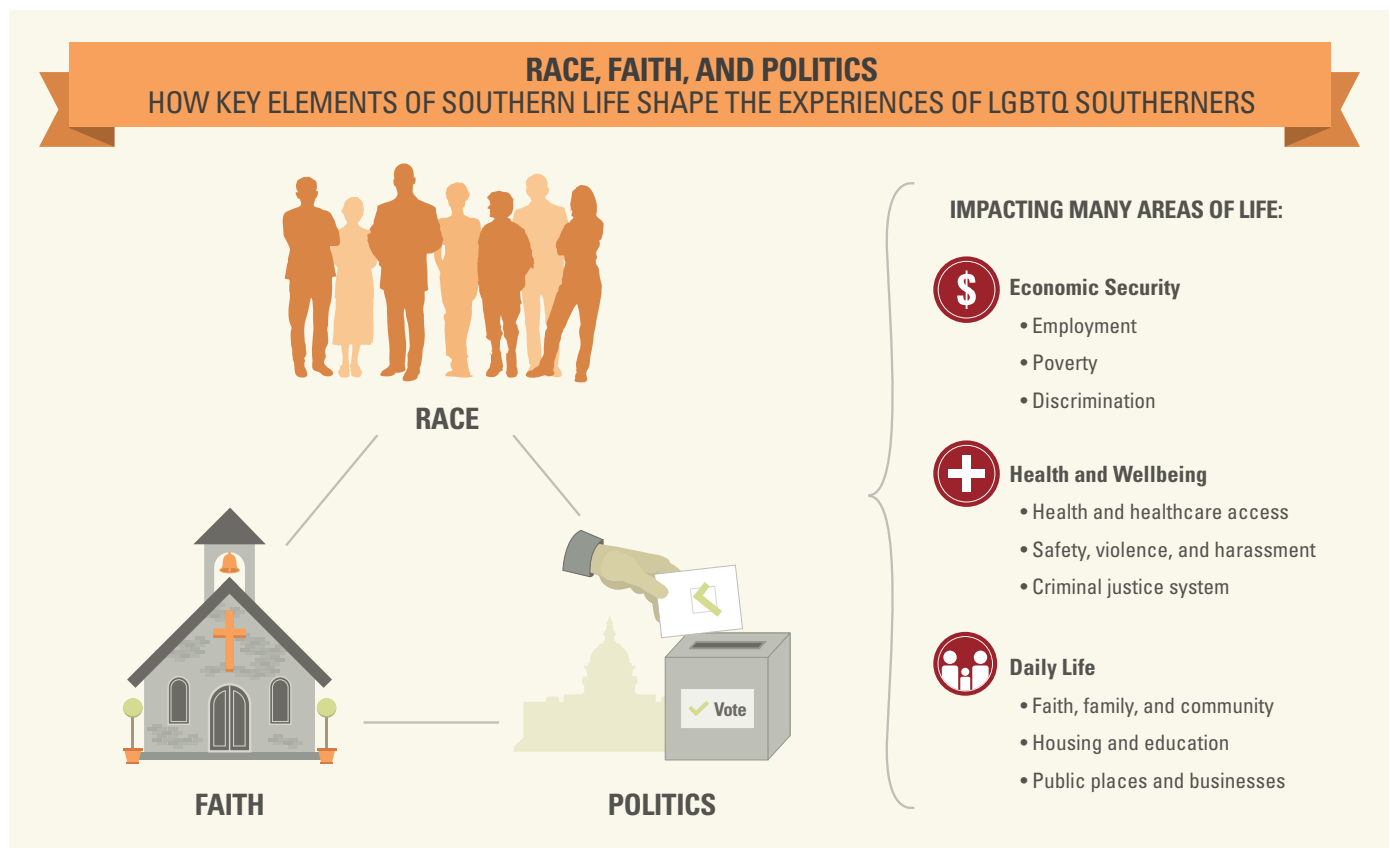 RACE, FAITH, AND POLITICS
HOW KEY ELEMENTS OF SOUTHERN LIFE SHAPE THE EXPERIENCES OF LGBTQ SOUTHERNERS
RACE
FAITH
Vote
POLITICS
IMPACTING MANY AREAS OF LIFE:
$
Economic Security
• Employment
• Poverty
• Discrimination
Health and Wellbeing
• Health and healthcare access
• Safety, violence, and harassment
• Criminal justice system
Daily Life
• Faith, family, and community
• Housing and education
• Public places and businesses